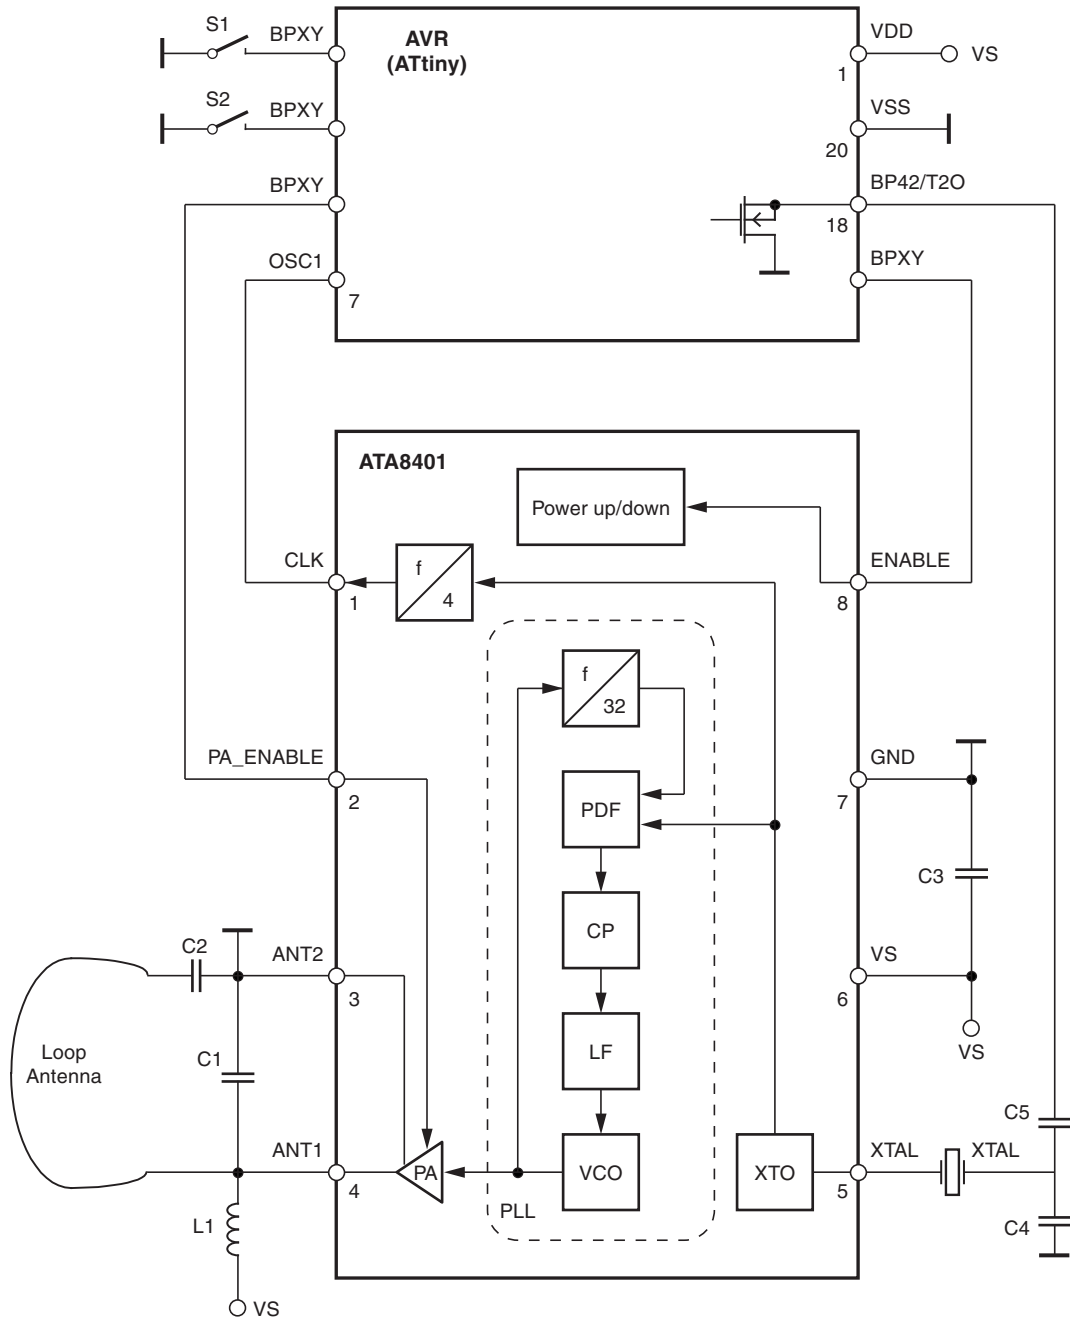 S1
BPXY
AVR
(ATtiny)
VDD
VS
1
S2
BPXY
VSS
20
BPXY
BP42/T2O
18
OSC1
BPXY
7
ATA8401
Power up/down
CLK
f
4
ENABLE
1
8
f
32
PA_ENABLE
GND
2
7
PDF
C3
CP
C2
ANT2
VS
3
6
Loop
Antenna
C1
LF
VS
C5
ANT1
XTAL
XTAL
4
PA
VCO
XTO
5
PLL
L1
C4
VS